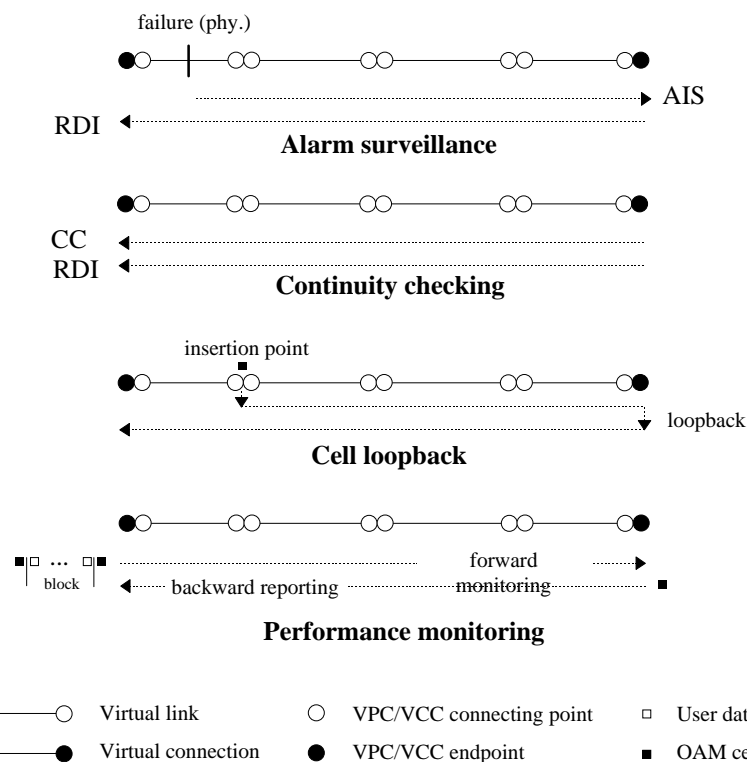 failure (phy.)
AIS
RDI
Alarm surveillance
CC
RDI
Continuity checking
insertion point
loopback
Cell loopback
... forward
block backward reporting monitoring
Performance monitoring
Virtual link VPC/VCC connecting point User dat
Virtual connection VPC/VCC endpoint OAM ce